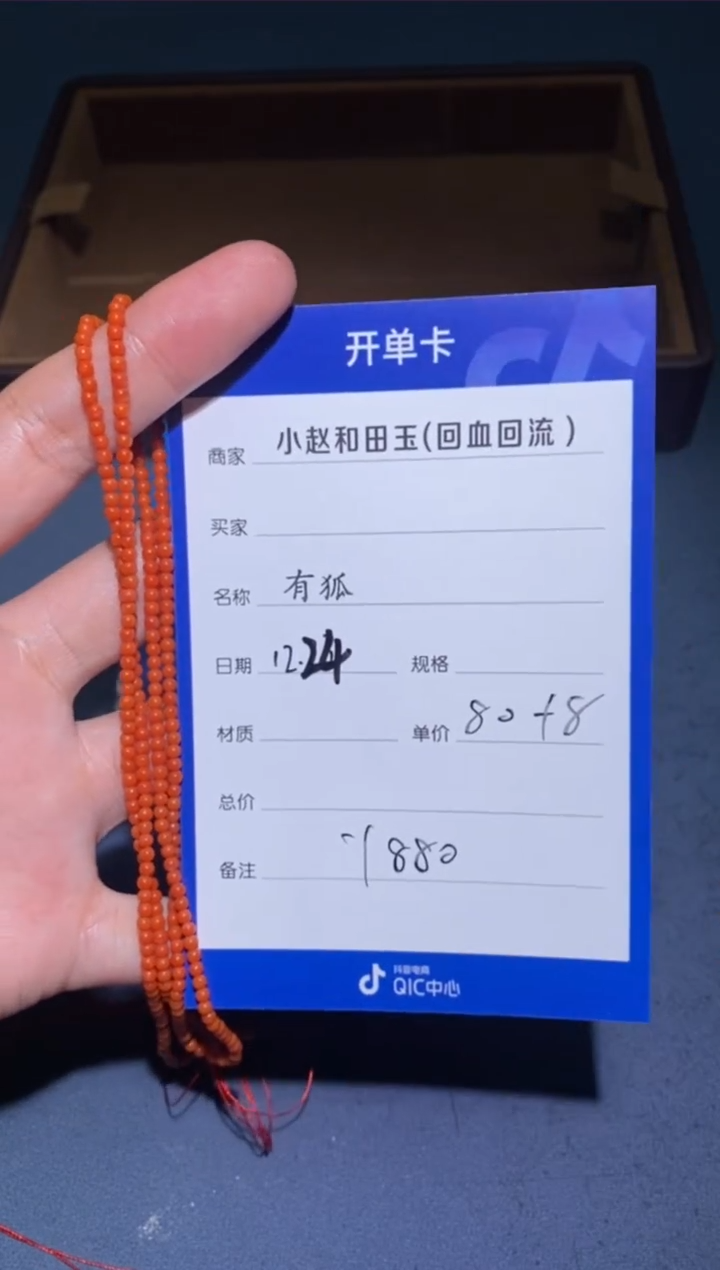 开单卡
商家 小赵和田玉(回血回流)
买家
名称 有狐
日期 12.24 规格
材质 单价 80+8
总价
备注 880
抖音电商
QIC中心